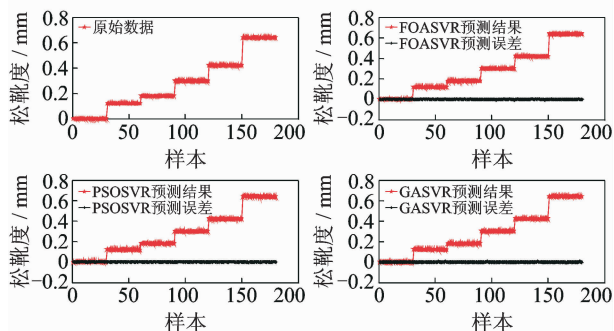 松靴度 / mm
0.8
0.6
0.4
0.2
0
原始数据
0
50
100
150
200
样本
松靴度 / mm
0.8
0.6
0.4
0.2
0
−0.2
FOASVR预测结果
FOASVR预测误差
0
50
100
150
200
样本
松靴度 / mm
0.8
0.6
0.4
0.2
0
−0.2
PSOSVR预测结果
PSOSVR预测误差
0
50
100
150
200
样本
松靴度 / mm
0.8
0.6
0.4
0.2
0
−0.2
GASVR预测结果
GASVR预测误差
0
50
100
150
200
样本